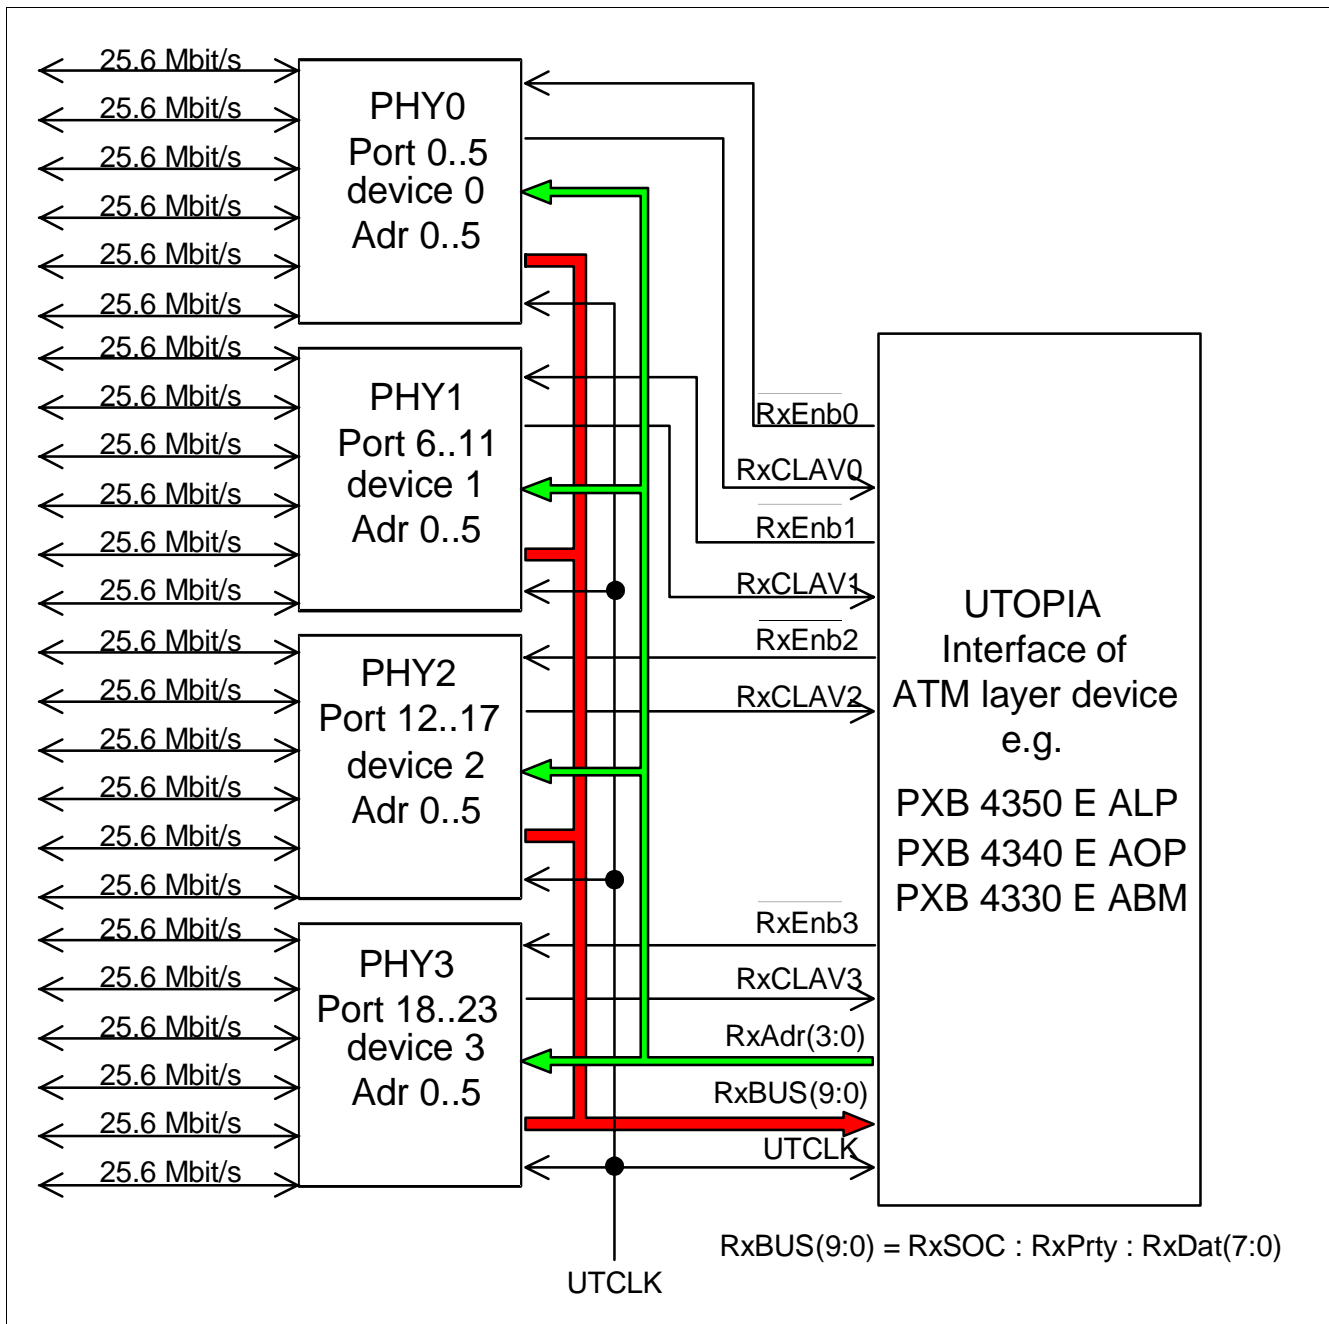 25.6 Mbit/s
25.6 Mbit/s
25.6 Mbit/s
25.6 Mbit/s
25.6 Mbit/s
25.6 Mbit/s
PHY0
Port 0..5
device 0
Adr 0..5
25.6 Mbit/s
25.6 Mbit/s
25.6 Mbit/s
25.6 Mbit/s
25.6 Mbit/s
25.6 Mbit/s
PHY1
Port 6..11
device 1
Adr 0..5
25.6 Mbit/s
25.6 Mbit/s
25.6 Mbit/s
25.6 Mbit/s
25.6 Mbit/s
25.6 Mbit/s
PHY2
Port 12..17
device 2
Adr 0..5
25.6 Mbit/s
25.6 Mbit/s
25.6 Mbit/s
25.6 Mbit/s
25.6 Mbit/s
25.6 Mbit/s
PHY3
Port 18..23
device 3
Adr 0..5
RxEnb0
RxCLAV0
RxEnb1
RxCLAV1
RxEnb2
RxCLAV2
RxEnb3
RxCLAV3
RxAdr(3:0)
RxBUS(9:0)
UTCLK
UTOPIA
Interface of
ATM layer device
e.g.
PXB 4350 E ALP
PXB 4340 E AOP
PXB 4330 E ABM
RxBUS(9:0) = RxSOC : RxPrty : RxDat(7:0)
UTCLK